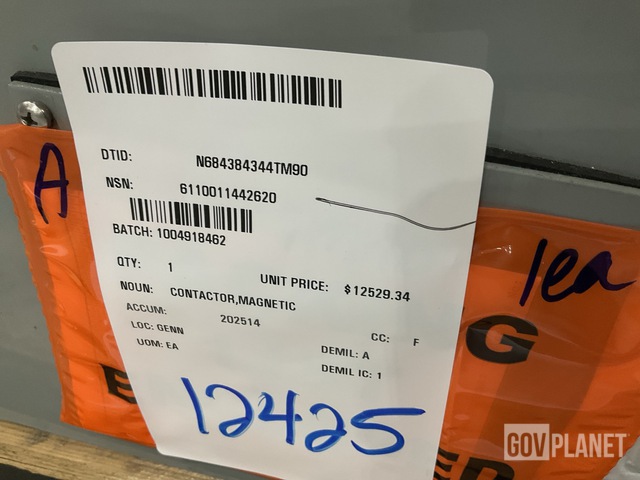 DTID: N684384344TM90
NSN: 6110011442620
BATCH: 1004918462
QTY: 1 UNIT PRICE: $12529.34
NOUN: CONTACTOR,MAGNETIC
ACCUM: 202514
LOC: GENN CC: F
UOM: EA DEMIL: A
DEMIL IC: 1
12425
A
1ea
G
GOVPLANET